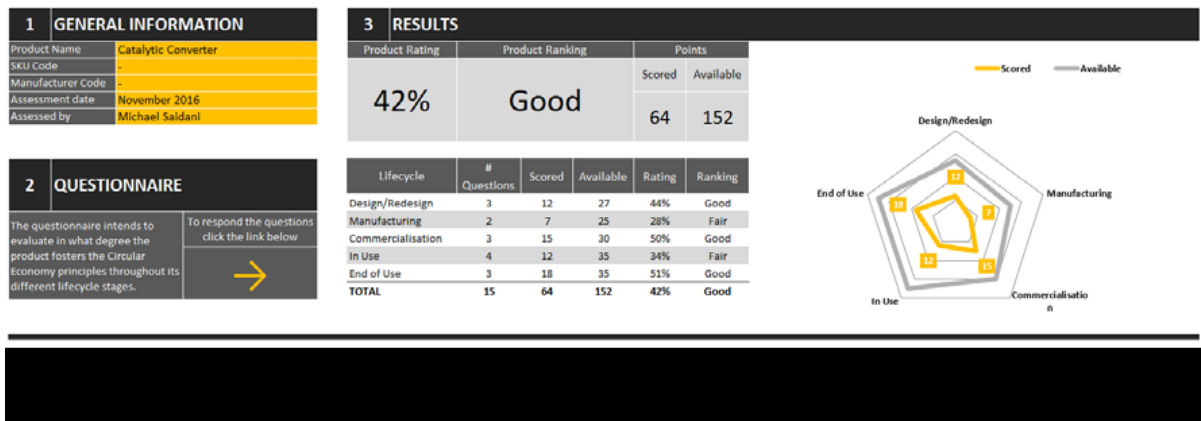 1 GENERAL INFORMATION
Product Name Catalytic Converter
SKU Code -
Manufacturer Code -
Assessment date November 2016
Assessed by Michael Saidani
2 QUESTIONNAIRE
The questionnaire intends to
evaluate in what degree the
product fosters the Circular
Economy principles throughout its
different lifecycle stages.
To respond the questions
click the link below
3 RESULTS
Product Rating Product Ranking Points
Scored Available
42% Good 64 152
Lifecycle # Questions Scored Available Rating Ranking
Design/Redesign 3 12 27 44% Good
Manufacturing 2 7 25 28% Fair
Commercialisation 3 15 30 50% Good
In Use 4 12 35 34% Fair
End of Use 3 18 35 51% Good
TOTAL 15 64 152 42% Good
Scored Available
Design/Redesign
12
End of Use
18
Manufacturing
7
12
15
In Use
Commercialisatio
n